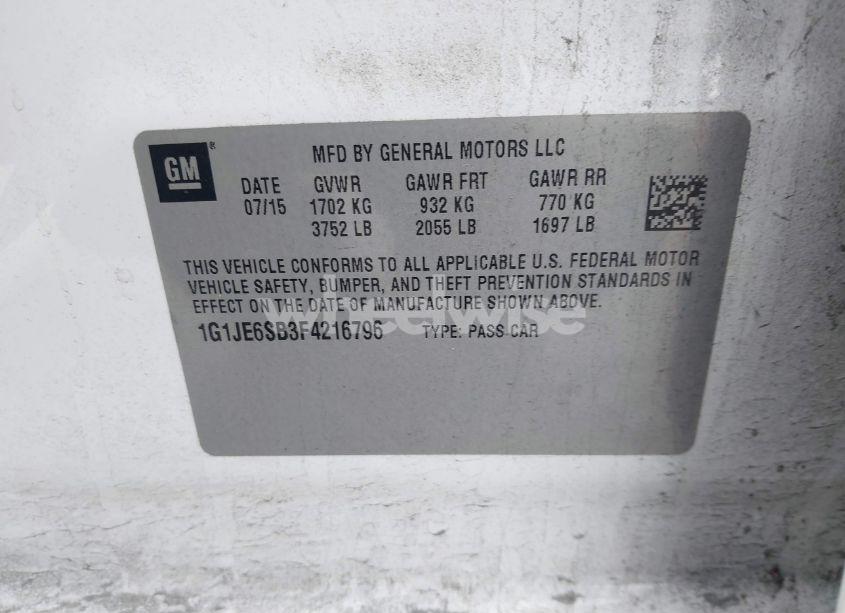 GM ®
MFD BY GENERAL MOTORS LLC
DATE GVWR GAWR FRT GAWR RR
07/15 1702 KG 932 KG 770 KG
3752 LB 2055 LB 1697 LB
THIS VEHICLE CONFORMS TO ALL APPLICABLE U.S. FEDERAL MOTOR
VEHICLE SAFETY, BUMPER, AND THEFT PREVENTION STANDARDS IN
EFFECT ON THE DATE OF MANUFACTURE SHOWN ABOVE.
wheelwise
1G1JE6SB3F4216796 TYPE: PASS CAR